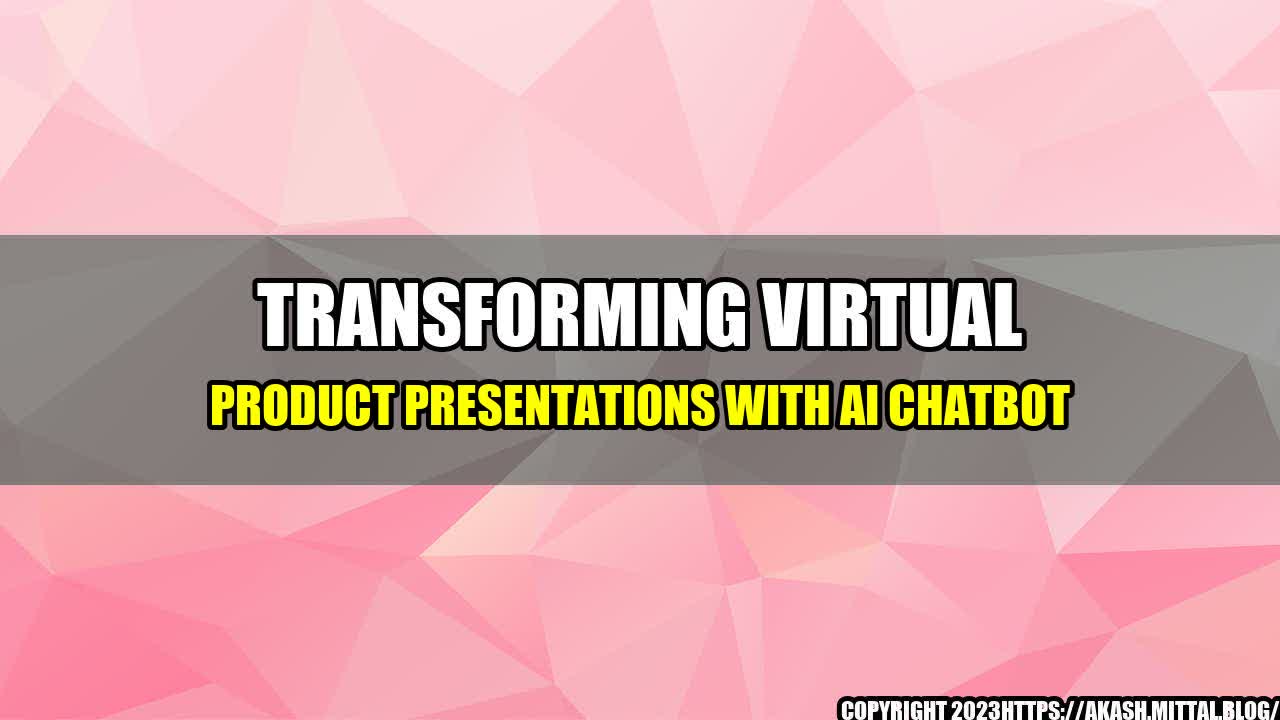 TRANSFORMING VIRTUAL
PRODUCT PRESENTATIONS WITH AI CHATBOT
COPYRIGHT 2023HTTPS://AKASH.MITTAL.BLOG/